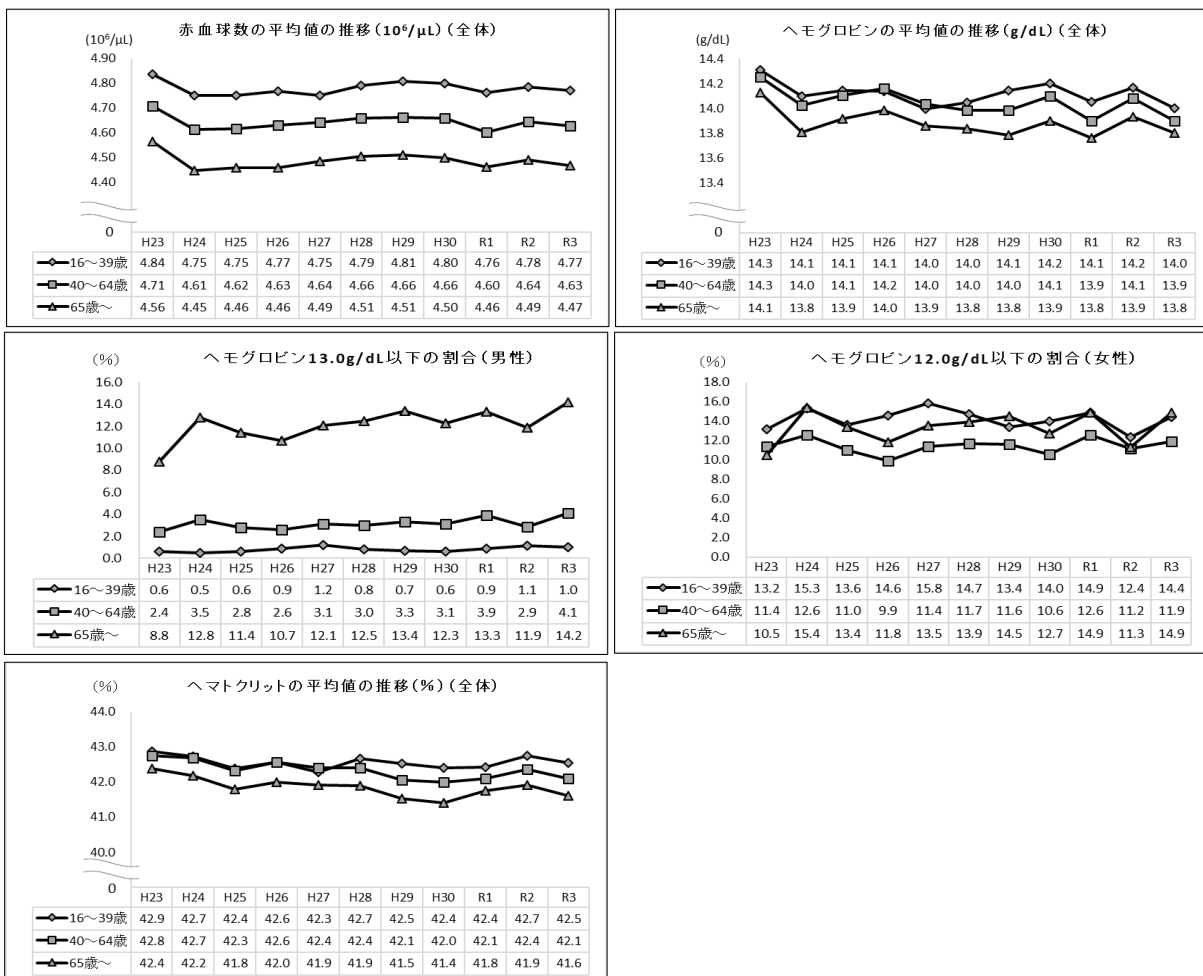 赤血球数の平均値の推移(10⁶/μL)(全体)
(10⁶/μL)
4.90
4.80
4.70
4.60
4.50
4.40
0
H23 H24 H25 H26 H27 H28 H29 H30 R1 R2 R3
16～39歳 4.84 4.75 4.75 4.77 4.75 4.79 4.81 4.80 4.76 4.78 4.77
40～64歳 4.71 4.61 4.62 4.63 4.64 4.66 4.66 4.66 4.60 4.64 4.63
65歳～ 4.56 4.45 4.46 4.46 4.49 4.51 4.51 4.50 4.46 4.49 4.47
ヘモグロビンの平均値の推移(g/dL)(全体)
(g/dL)
14.4
14.2
14.0
13.8
13.6
13.4
0
H23 H24 H25 H26 H27 H28 H29 H30 R1 R2 R3
16～39歳 14.3 14.1 14.1 14.1 14.0 14.0 14.1 14.2 14.1 14.2 14.0
40～64歳 14.3 14.0 14.1 14.2 14.0 14.0 14.0 14.1 13.9 14.1 13.9
65歳～ 14.1 13.8 13.9 14.0 13.9 13.8 13.8 13.9 13.8 13.9 13.8
ヘモグロビン13.0g/dL以下の割合(男性)
(%)
16.0
14.0
12.0
10.0
8.0
6.0
4.0
2.0
0.0
H23 H24 H25 H26 H27 H28 H29 H30 R1 R2 R3
16～39歳 0.6 0.5 0.6 0.9 1.2 0.8 0.7 0.6 0.9 1.1 1.0
40～64歳 2.4 3.5 2.8 2.6 3.1 3.0 3.3 3.1 3.9 2.9 4.1
65歳～ 8.8 12.8 11.4 10.7 12.1 12.5 13.4 12.3 13.3 11.9 14.2
ヘモグロビン12.0g/dL以下の割合(女性)
(%)
18.0
16.0
14.0
12.0
10.0
8.0
6.0
4.0
2.0
0.0
H23 H24 H25 H26 H27 H28 H29 H30 R1 R2 R3
16～39歳 13.2 15.3 13.6 14.6 15.8 14.7 13.4 14.0 14.9 12.4 14.4
40～64歳 11.4 12.6 11.0 9.9 11.4 11.7 11.6 10.6 12.6 11.2 11.9
65歳～ 10.5 15.4 13.4 11.8 13.5 13.9 14.5 12.7 14.9 11.3 14.9
ヘマトクリットの平均値の推移(%)(全体)
(%)
44.0
43.0
42.0
41.0
40.0
0
H23 H24 H25 H26 H27 H28 H29 H30 R1 R2 R3
16～39歳 42.9 42.7 42.4 42.6 42.3 42.7 42.5 42.4 42.4 42.7 42.5
40～64歳 42.8 42.7 42.3 42.6 42.4 42.4 42.1 42.0 42.1 42.4 42.1
65歳～ 42.4 42.2 41.8 42.0 41.9 41.9 41.5 41.4 41.8 41.9 41.6